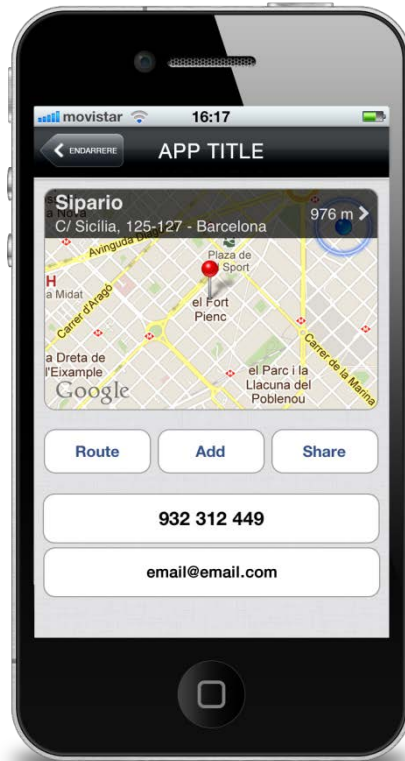 movistar 16:17
ENDARRERE APP TITLE
Sipario
C/ Sicília, 125-127 - Barcelona
976 m
a Nova
Avinguda Dia
Plaza de
Sport
H
a Midat
Carrer d'Aragó
el Fort
Pienc
a Dreta de
l'Eixample
Google
el Parc i la
Llacuna del
Poblenou
Carrer de la Marina
Route Add Share
932 312 449
email@email.com